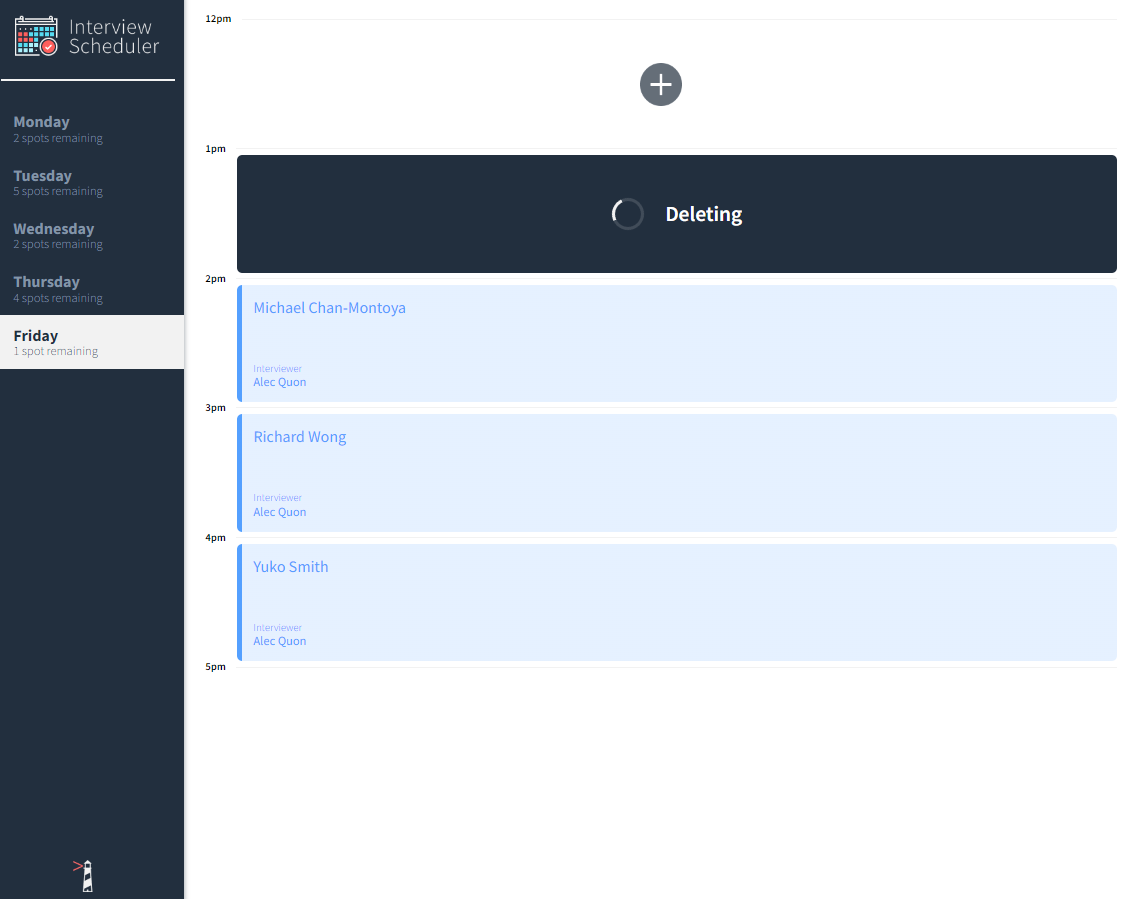 Interview
Scheduler
Monday
2 spots remaining
Tuesday
5 spots remaining
Wednesday
2 spots remaining
Thursday
4 spots remaining
Friday
1 spot remaining
12pm
1pm
Deleting
2pm
Michael Chan-Montoya
Interviewer
Alec Quon
3pm
Richard Wong
Interviewer
Alec Quon
4pm
Yuko Smith
Interviewer
Alec Quon
5pm